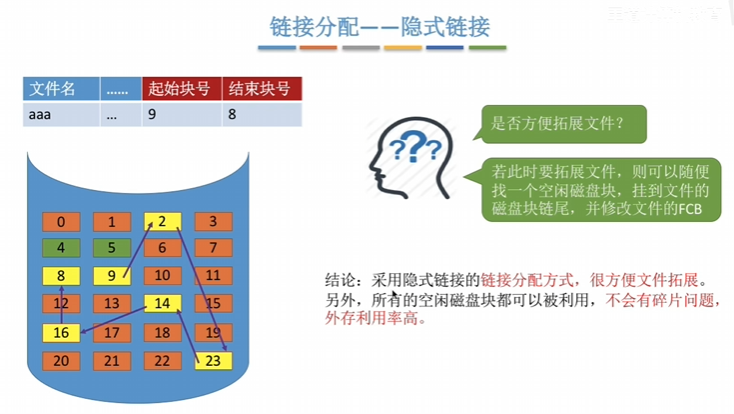 链接分配——隐式链接
文件名 …… 起始块号 结束块号
aaa … 9 8
是否方便拓展文件？
若此时要拓展文件，则可以随便
找一个空闲磁盘块，挂到文件的
磁盘块链尾，并修改文件的FCB
???
0 1 2 3
4 5 6 7
8 9 10 11
12 13 14 15
16 17 18 19
20 21 22 23
结论：采用隐式链接的链接分配方式，很方便文件拓展。
另外，所有的空闲磁盘块都可以被利用，不会有碎片问题，
外存利用率高。